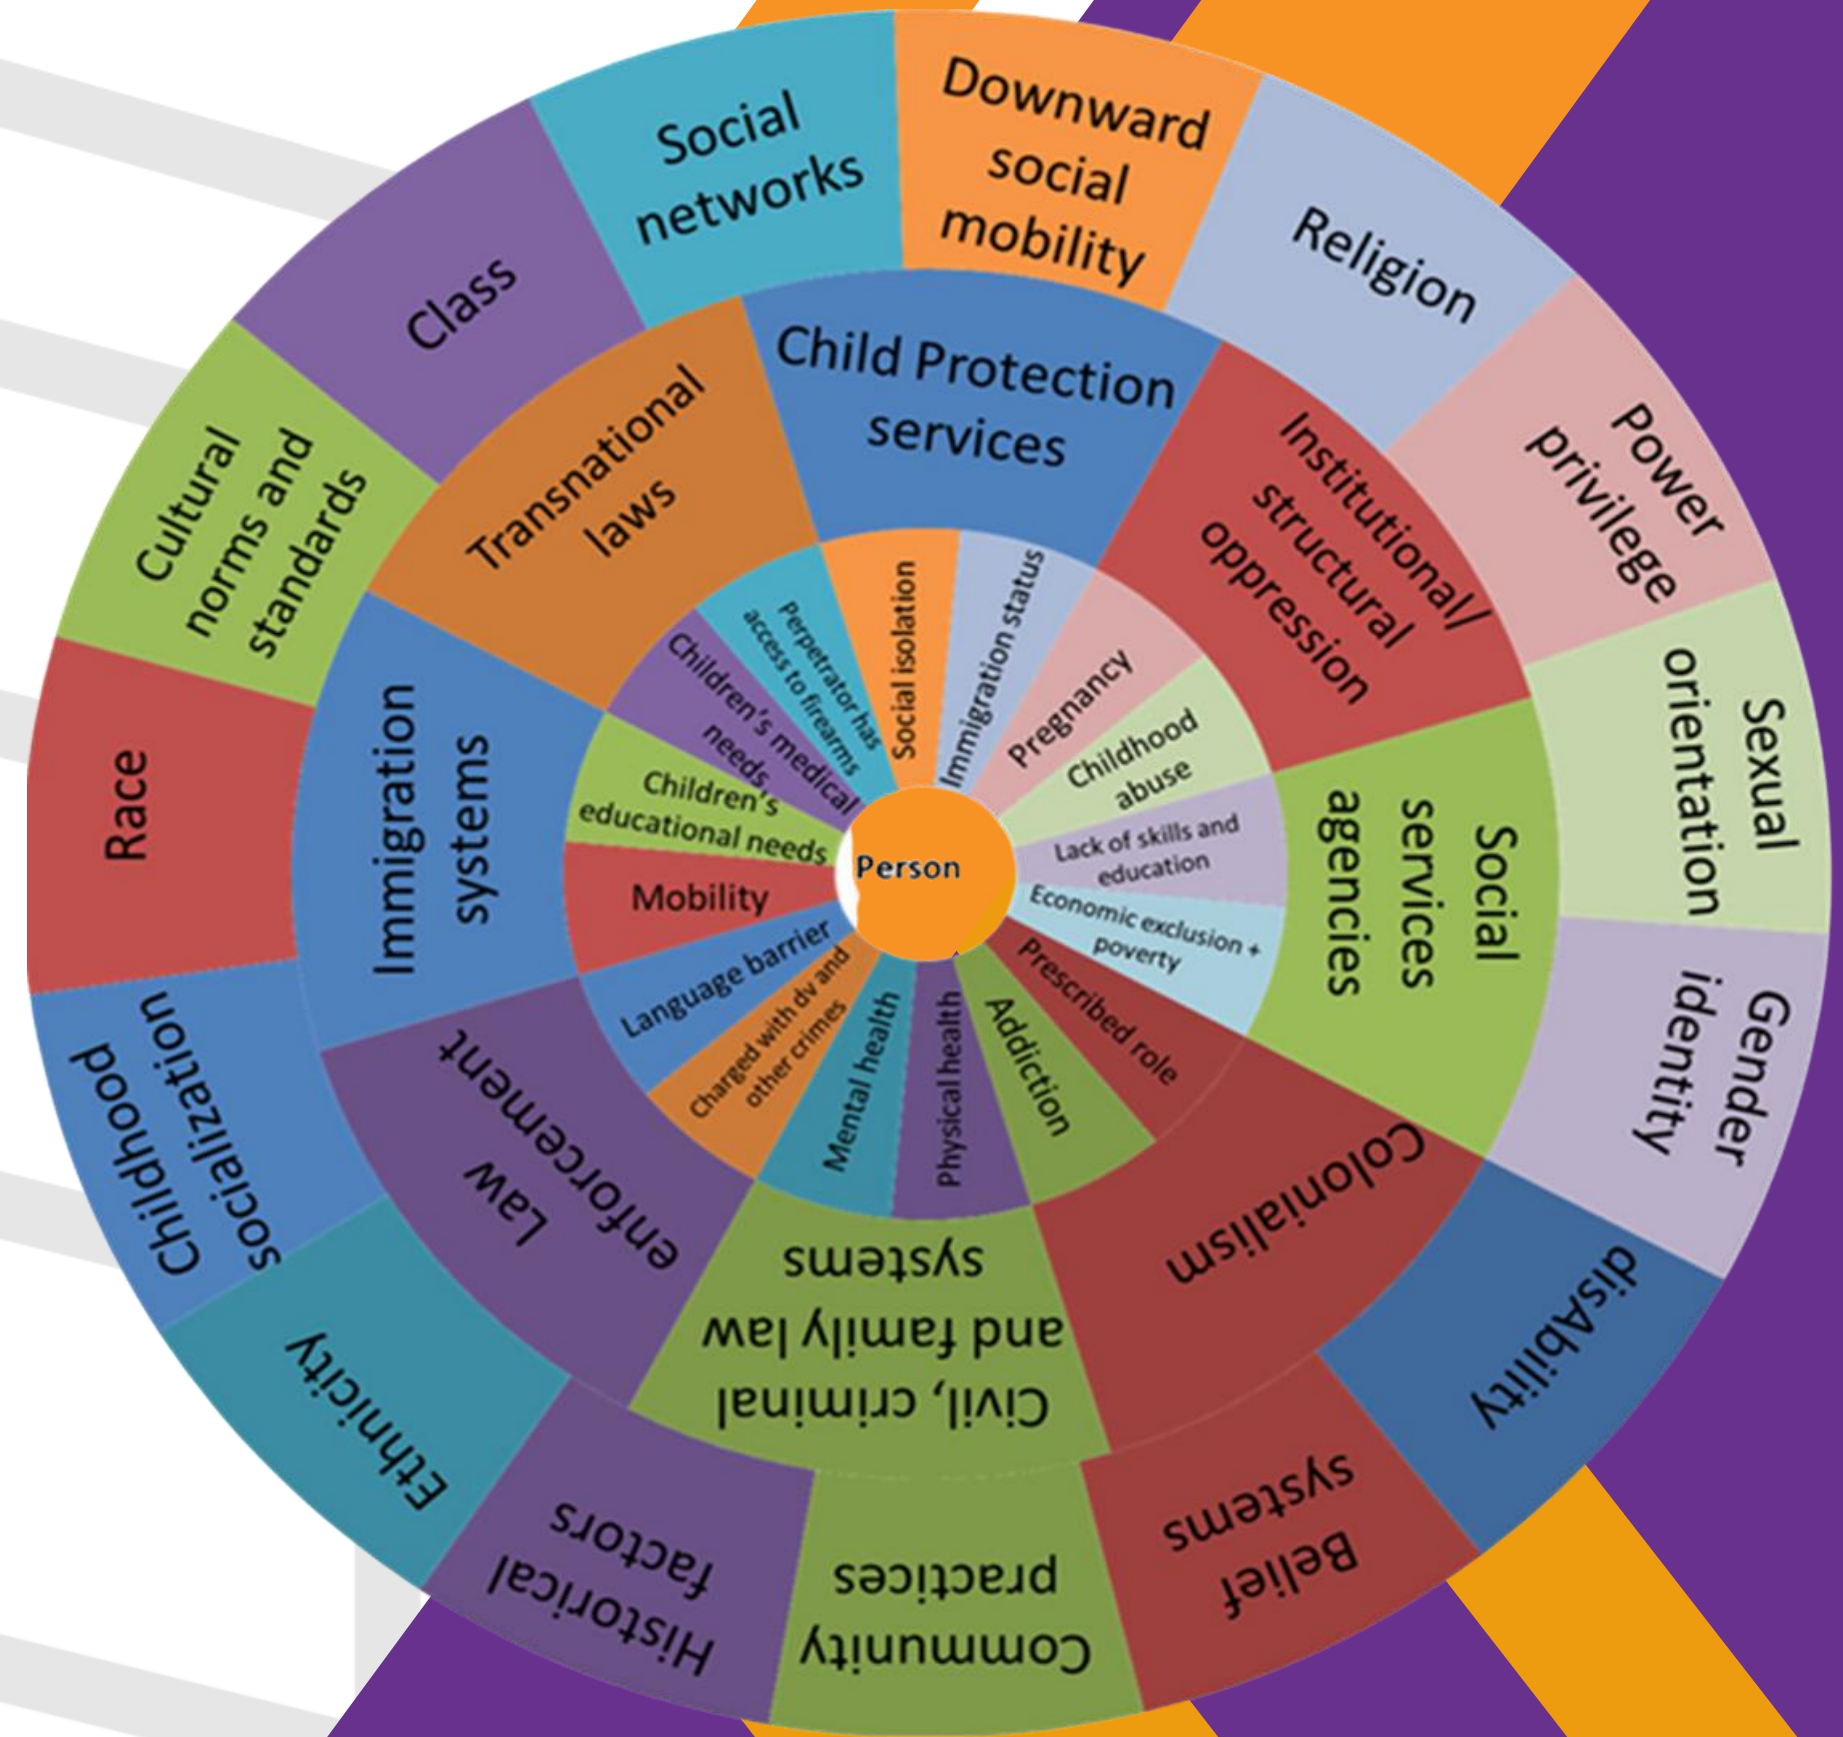 Downward
social
mobility
Religion
Power
privilege
Sexual
orientation
Gender
identity
disAbility
Belief
systems
Community
practices
Historical
factors
Ethnicity
Childhood
socialization
Race
Cultural
norms and
standards
Class
Social
networks
Child Protection
services
Institutional/
structural
oppression
Social
services
agencies
Colonialism
Civil, criminal
and family law
systems
Law
enforcement
Immigration
systems
Transnational
laws
Social isolation
Immigration status
Pregnancy
Childhood
abuse
Lack of skills and
education
Economic exclusion +
poverty
Prescribed role
Addiction
Physical health
Mental health
Charged with dv and
other crimes
Language barrier
Mobility
Children's
educational needs
Children's medical
needs,
Perpetrator has
access to firearms
Person